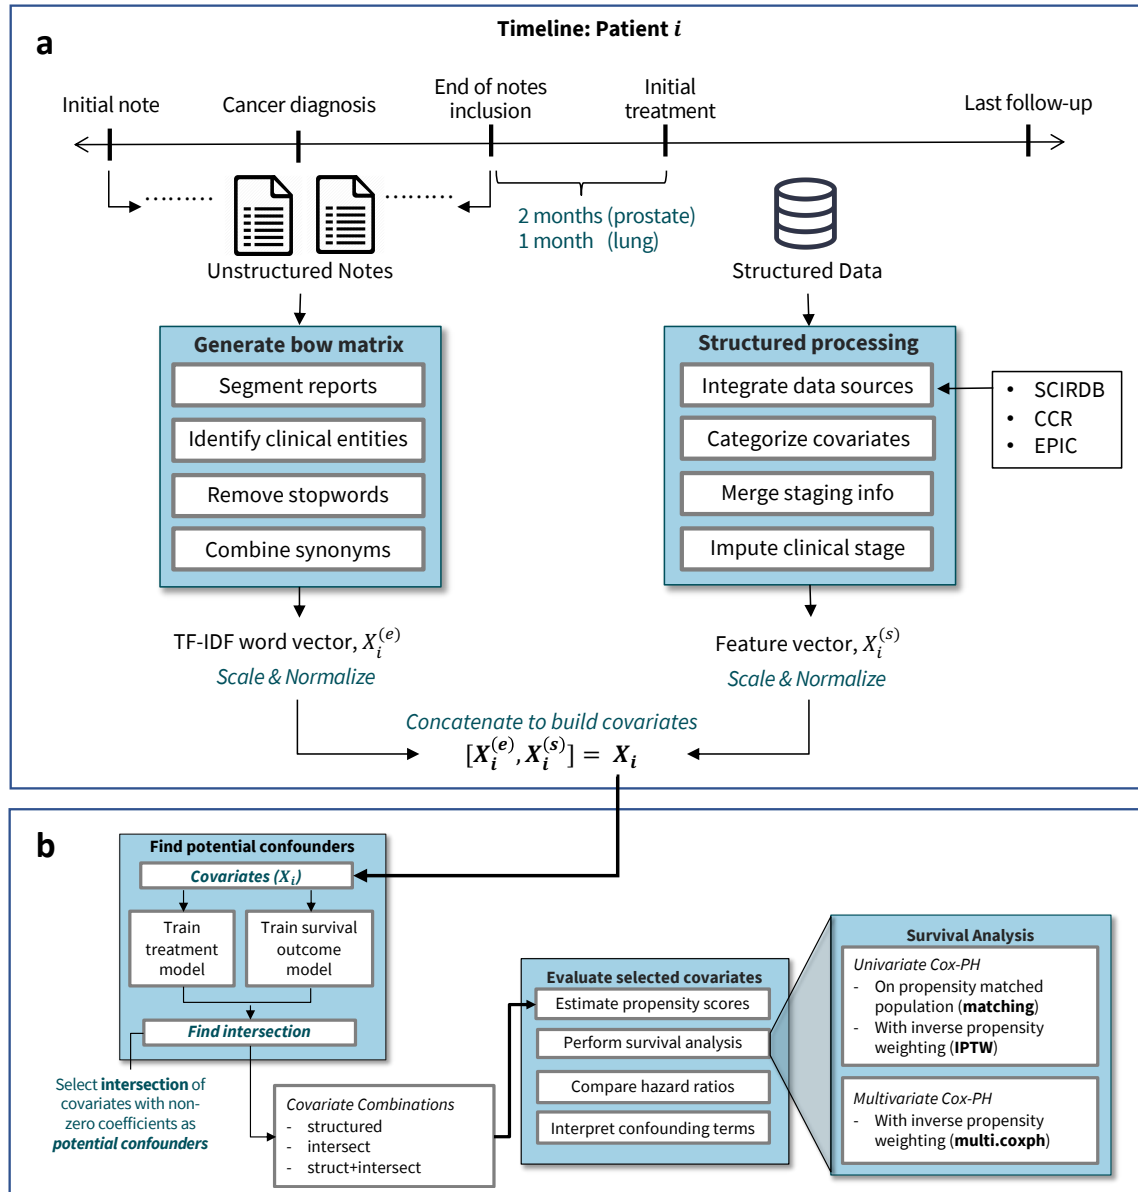 Timeline: Patient i
a
Initial note
Cancer diagnosis
End of notes
inclusion
Initial
treatment
Last follow-up
2 months (prostate)
1 month (lung)
Unstructured Notes
Structured Data
Generate bow matrix
Segment reports
Identify clinical entities
Remove stopwords
Combine synonyms
Structured processing
Integrate data sources
Categorize covariates
Merge staging info
Impute clinical stage
• SCIRDB
• CCR
• EPIC
TF-IDF word vector, X_i^(e)
Scale & Normalize
Feature vector, X_i^(s)
Scale & Normalize
Concatenate to build covariates
[X_i^(e), X_i^(s)] = X_i
b
Find potential confounders
Covariates (X_i)
Train
treatment
model
Train survival
outcome
model
Find intersection
Select intersection of
covariates with non-
zero coefficients as
potential confounders
Covariate Combinations
- structured
- intersect
- struct+intersect
Evaluate selected covariates
Estimate propensity scores
Perform survival analysis
Compare hazard ratios
Interpret confounding terms
Survival Analysis
Univariate Cox-PH
- On propensity matched
population (matching)
- With inverse propensity
weighting (IPTW)
Multivariate Cox-PH
- With inverse propensity
weighting (multi.coxph)